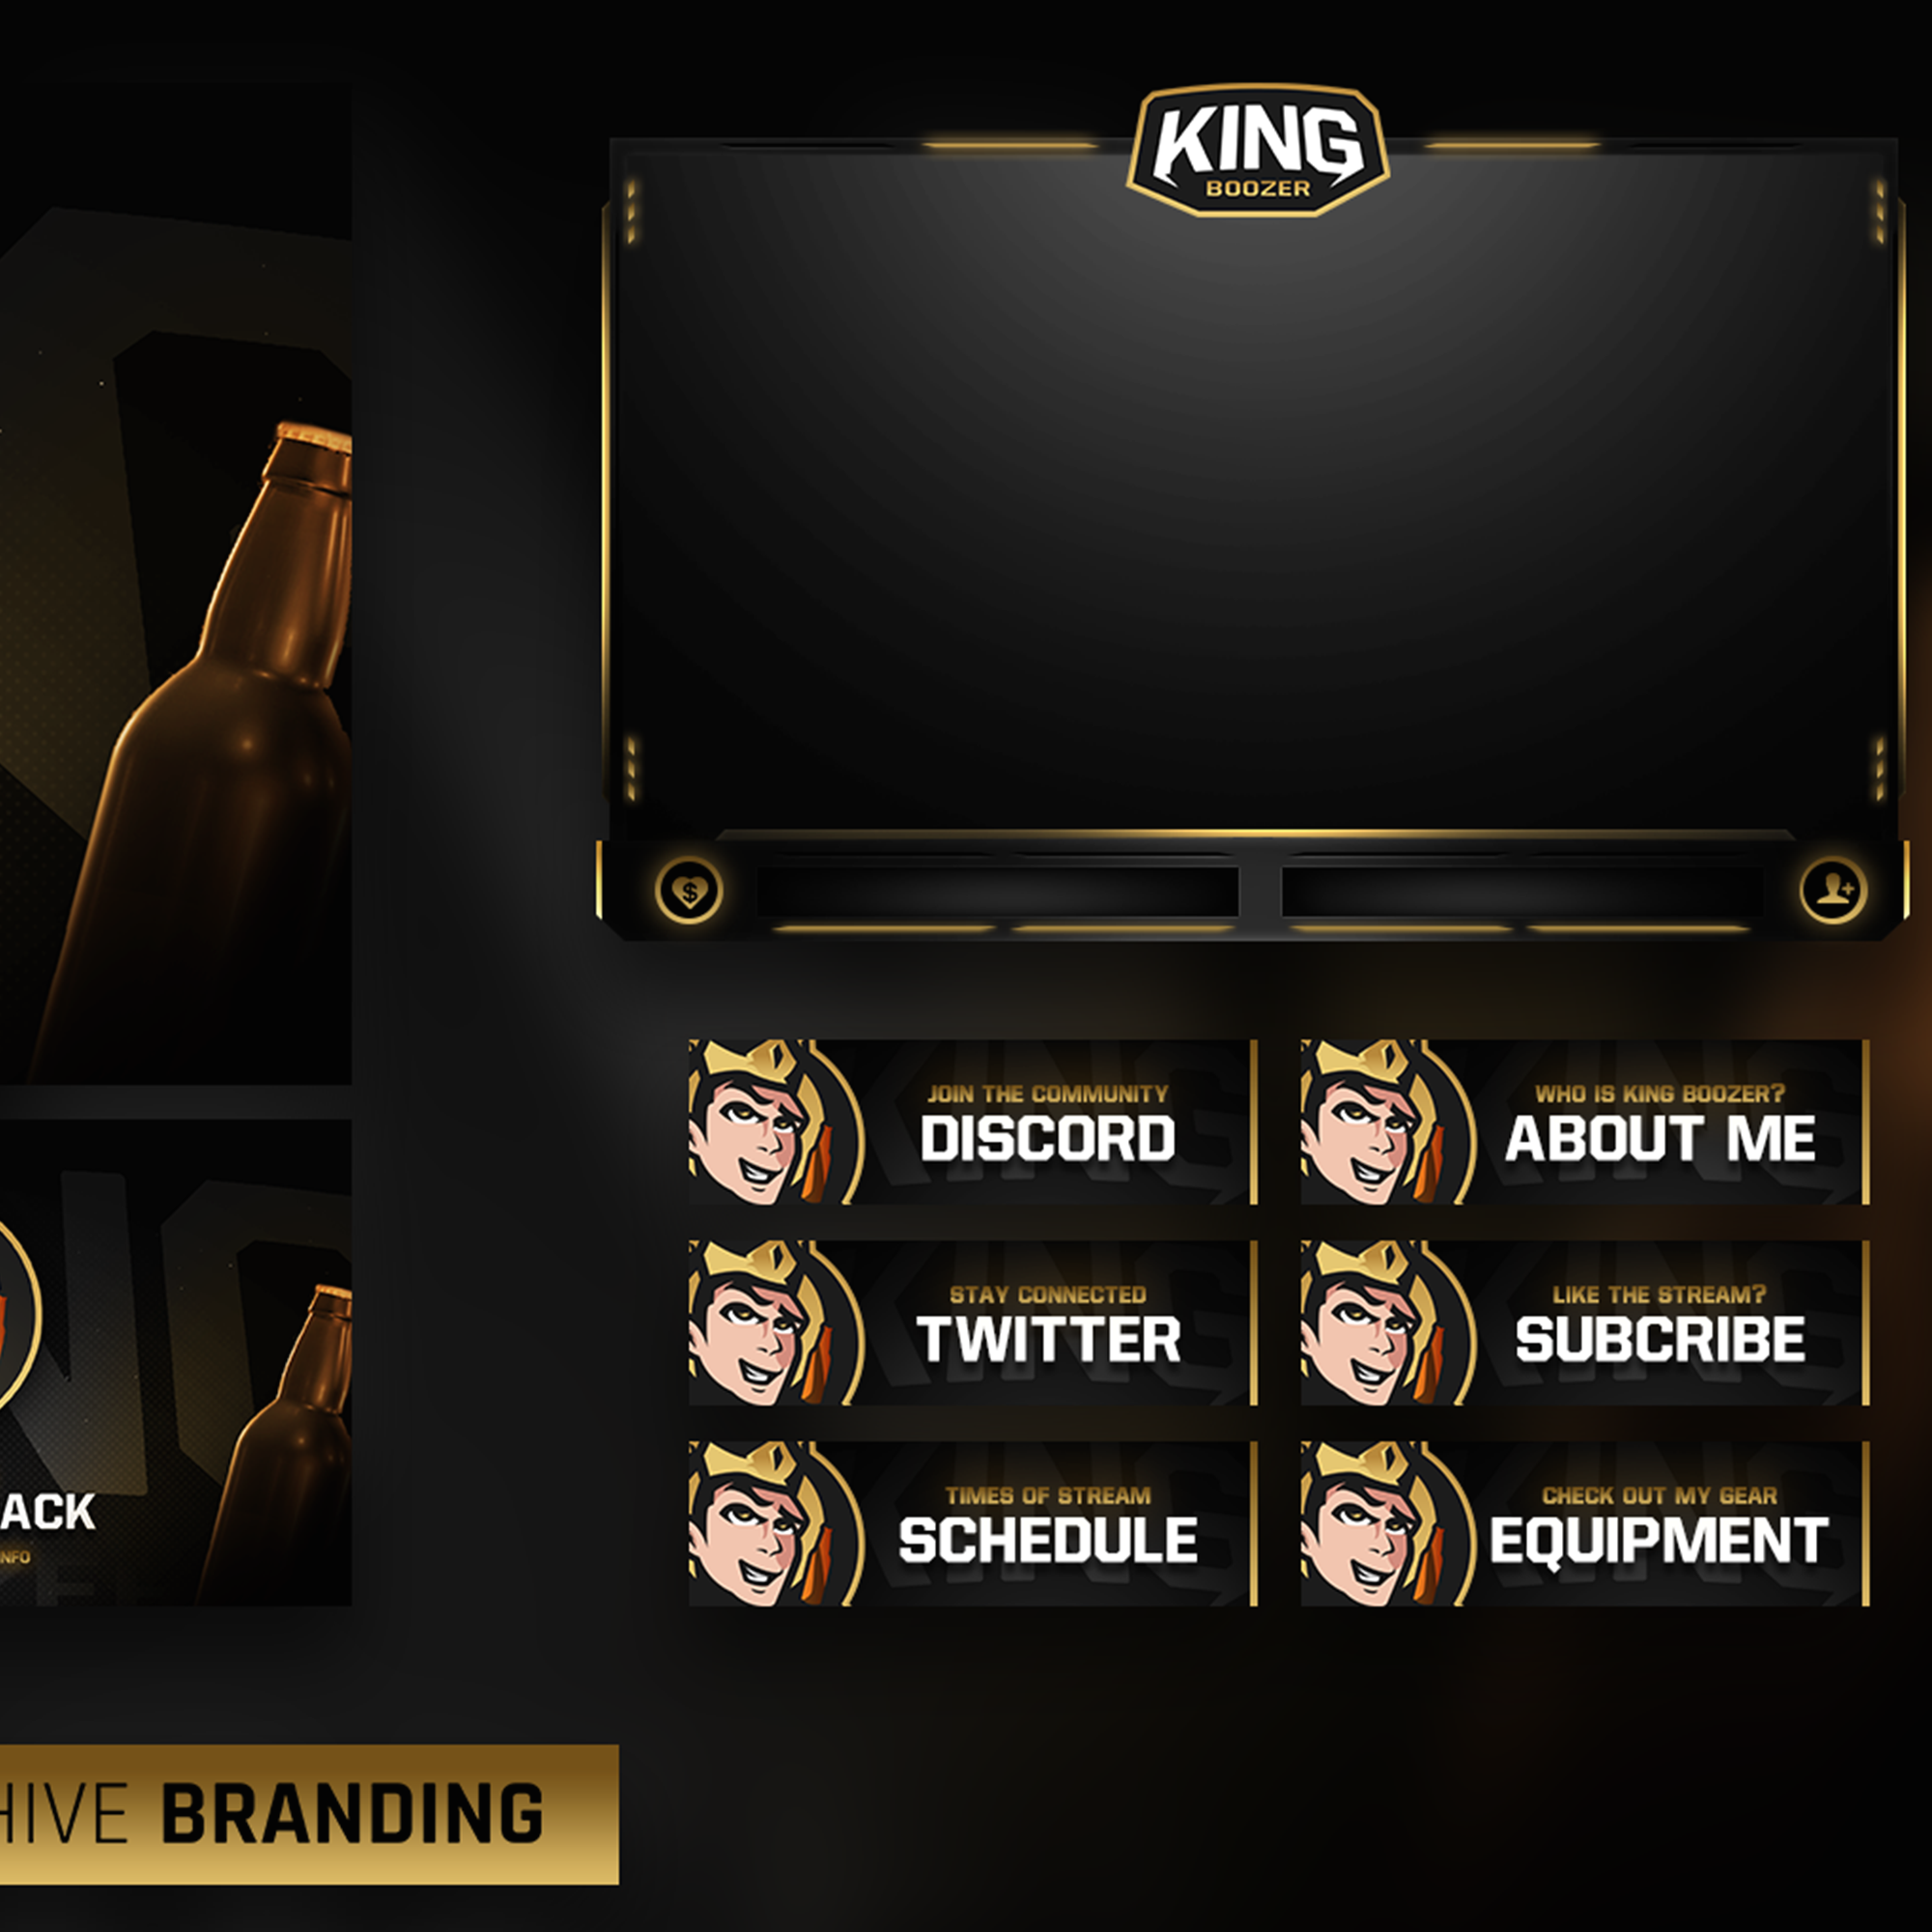 KING
BOOZER
JOIN THE COMMUNITY
DISCORD
WHO IS KING BOOZER?
ABOUT ME
STAY CONNECTED
TWITTER
LIKE THE STREAM?
SUBCRIBE
TIMES OF STREAM
SCHEDULE
CHECK OUT MY GEAR
EQUIPMENT
ACK
NFO
HIVE BRANDING